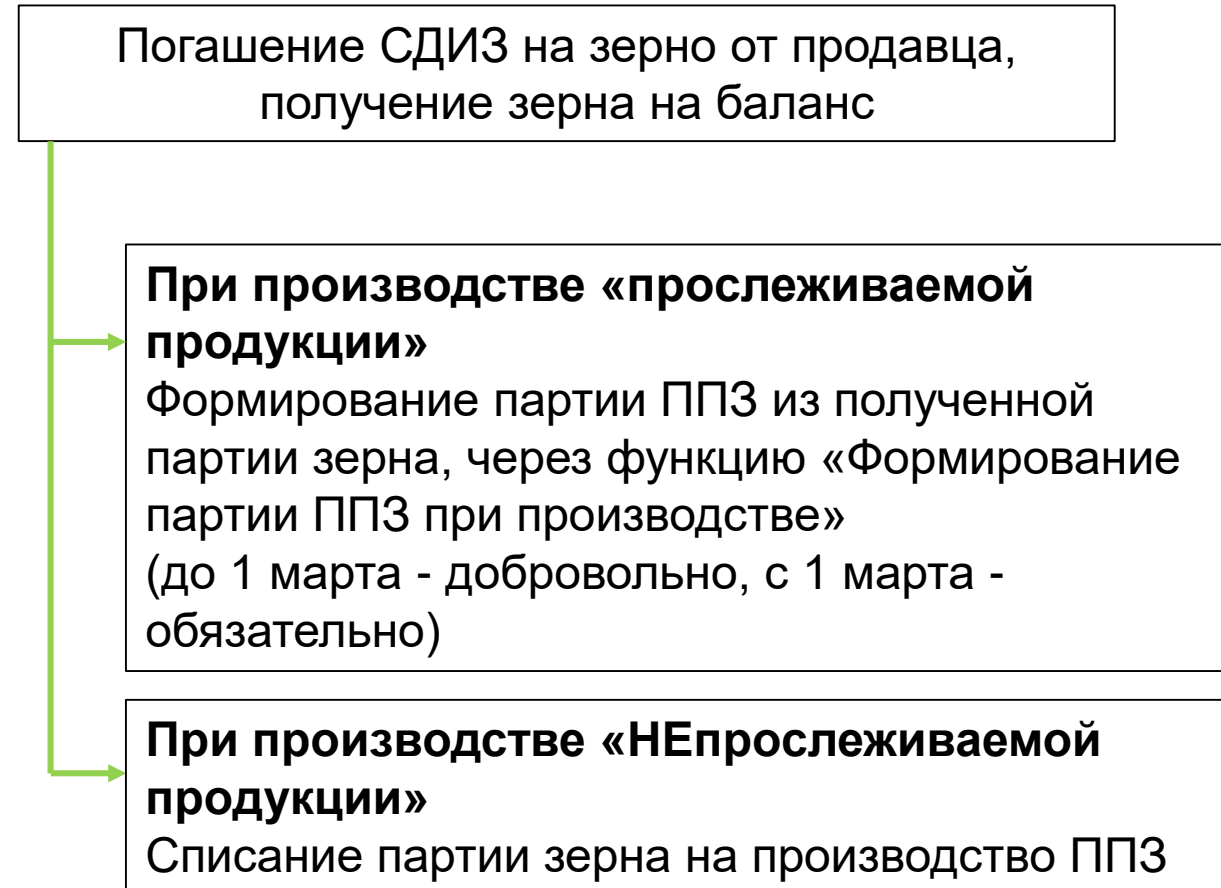 Погашение СДИЗ на зерно от продавца,
получение зерна на баланс
При производстве «прослеживаемой
продукции»
Формирование партии ППЗ из полученной
партии зерна, через функцию «Формирование
партии ППЗ при производстве»
(до 1 марта - добровольно, с 1 марта -
обязательно)
При производстве «НЕпрослеживаемой
продукции»
Списание партии зерна на производство ППЗ